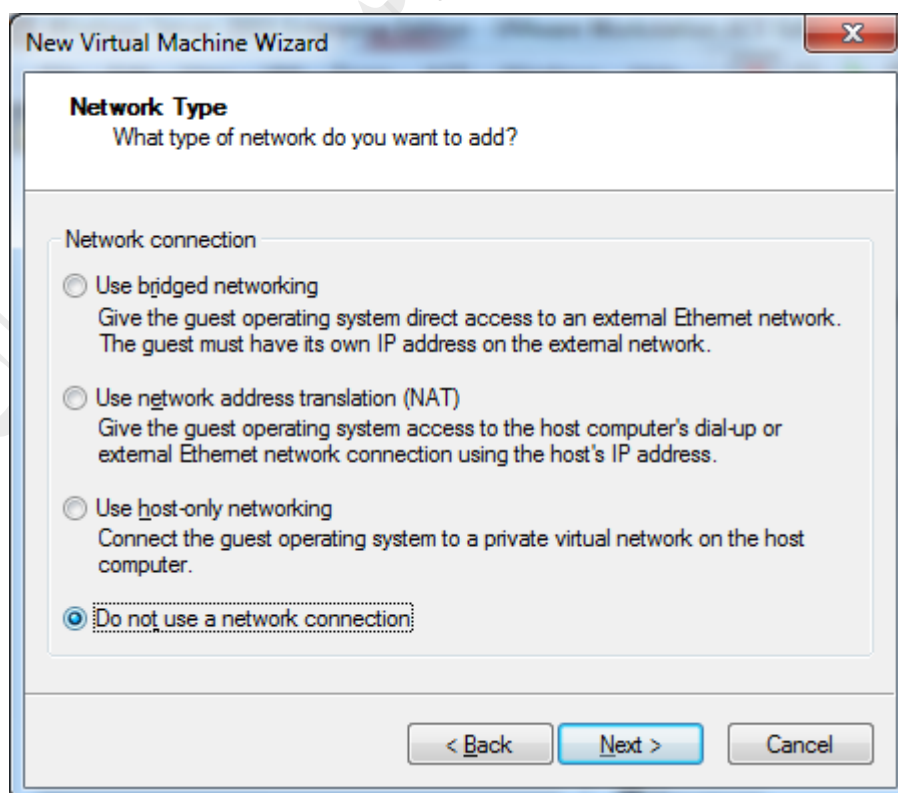 New Virtual Machine Wizard
Network Type
What type of network do you want to add?
Network connection
Use bridged networking
Give the guest operating system direct access to an external Ethernet network.
The guest must have its own IP address on the external network.
Use network address translation (NAT)
Give the guest operating system access to the host computer's dial-up or
external Ethernet network connection using the host's IP address.
Use host-only networking
Connect the guest operating system to a private virtual network on the host
computer.
Do not use a network connection
< Back Next > Cancel